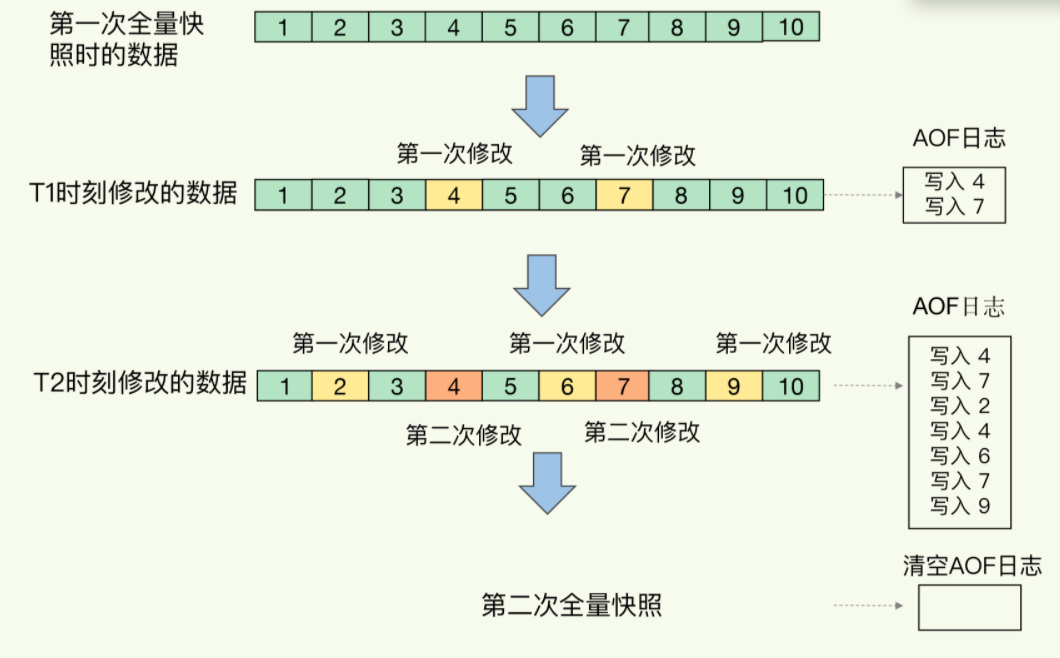 第一次全量快
照时的数据
1 2 3 4 5 6 7 8 9 10
AOF日志
第一次修改 第一次修改
T1时刻修改的数据
1 2 3 4 5 6 7 8 9 10
写入 4
写入 7
AOF日志
第一次修改 第一次修改 第一次修改
T2时刻修改的数据
1 2 3 4 5 6 7 8 9 10
第二次修改 第二次修改
写入 4
写入 7
写入 2
写入 4
写入 6
写入 7
写入 9
清空AOF日志
第二次全量快照